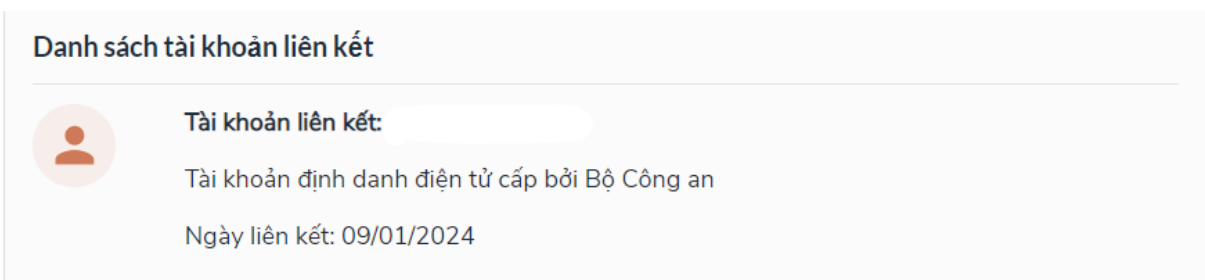 Danh sách tài khoản liên kết
Tài khoản liên kết:
Tài khoản định danh điện tử cấp bởi Bộ Công an
Ngày liên kết: 09/01/2024